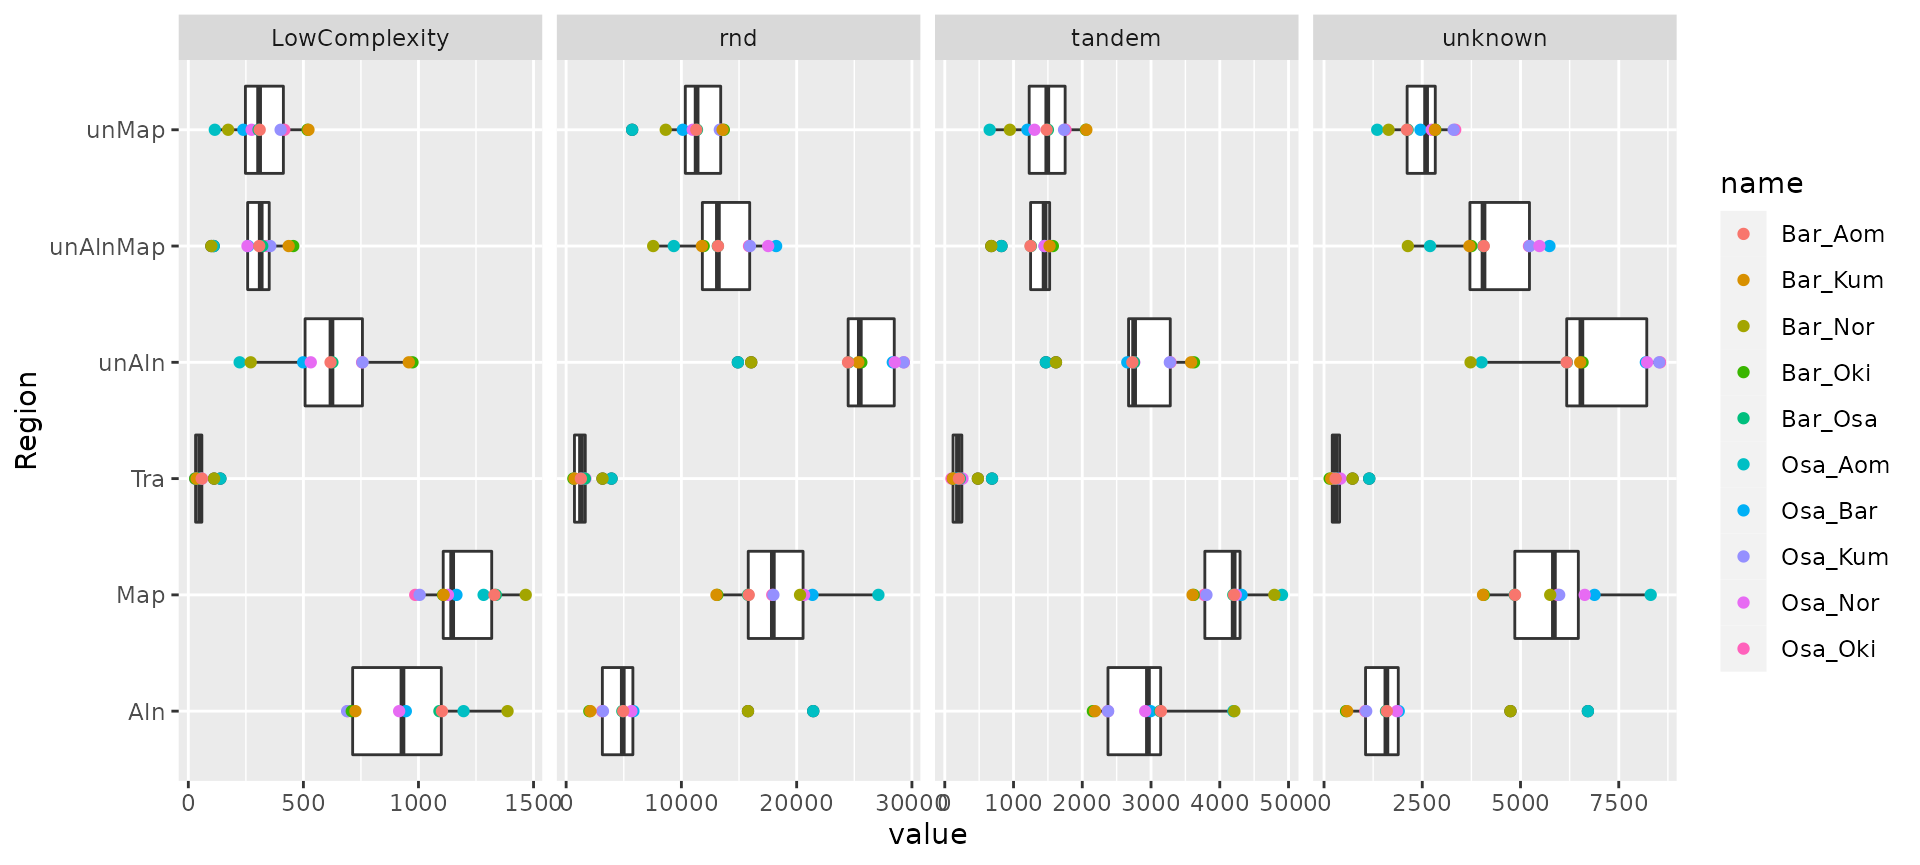 LowComplexity rnd tandem unknown
unMap
unAlnMap
unAln
Tra
Map
Aln
Region
0 500 1000 1500 0 10000 20000 30000 0 1000 2000 3000 4000 5000 0 2500 5000 7500
value
name
Bar_Aom
Bar_Kum
Bar_Nor
Bar_Oki
Bar_Osa
Osa_Aom
Osa_Bar
Osa_Kum
Osa_Nor
Osa_Oki